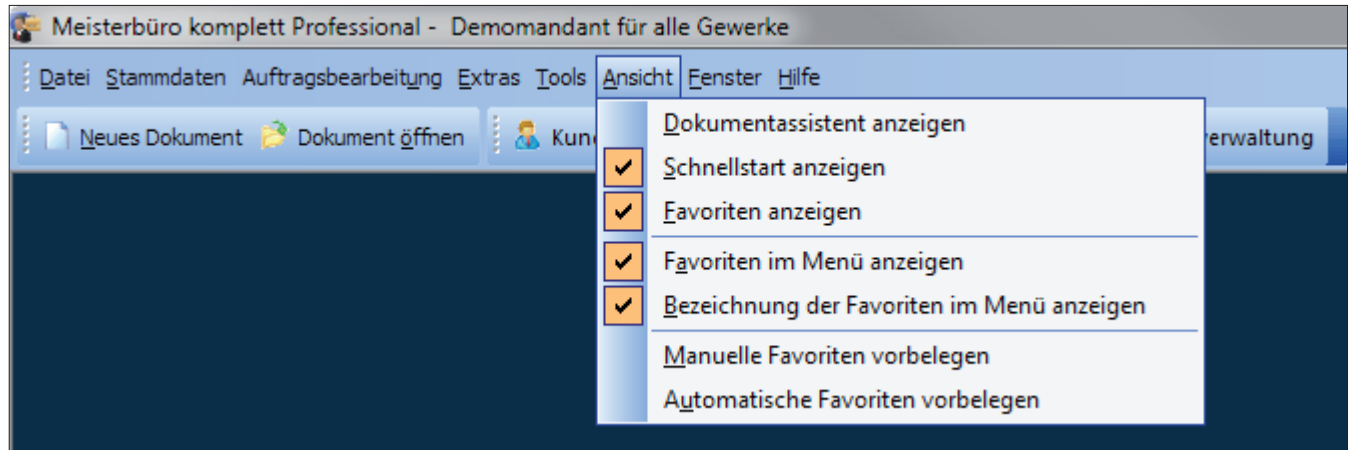 Meisterbüro komplett Professional - Demomandant für alle Gewerke
Datei Stammdaten Auftragsbearbeitung Extras Tools Ansicht Fenster Hilfe
Neues Dokument Dokument öffnen
Dokumentassistent anzeigen
Schnellstart anzeigen
Favoriten anzeigen
Favoriten im Menü anzeigen
Bezeichnung der Favoriten im Menü anzeigen
Manuelle Favoriten vorbelegen
Automatische Favoriten vorbelegen